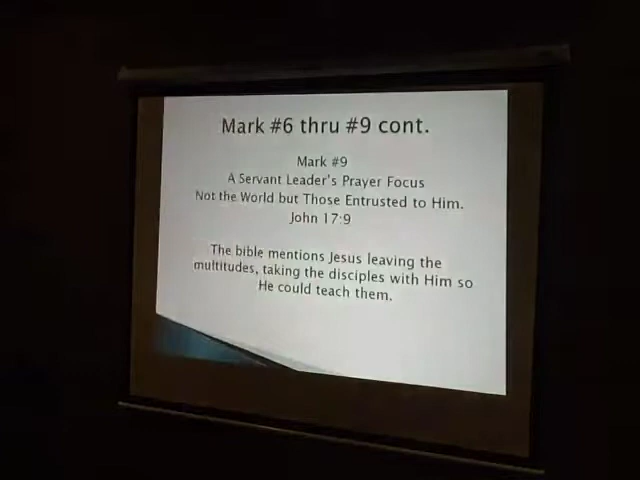 Mark #6 thru #9 cont.
Mark #9
A Servant Leader's Prayer Focus
Not the World but Those Entrusted to Him.
John 17:9
The bible mentions Jesus leaving the
multitudes, taking the disciples with Him so
He could teach them.